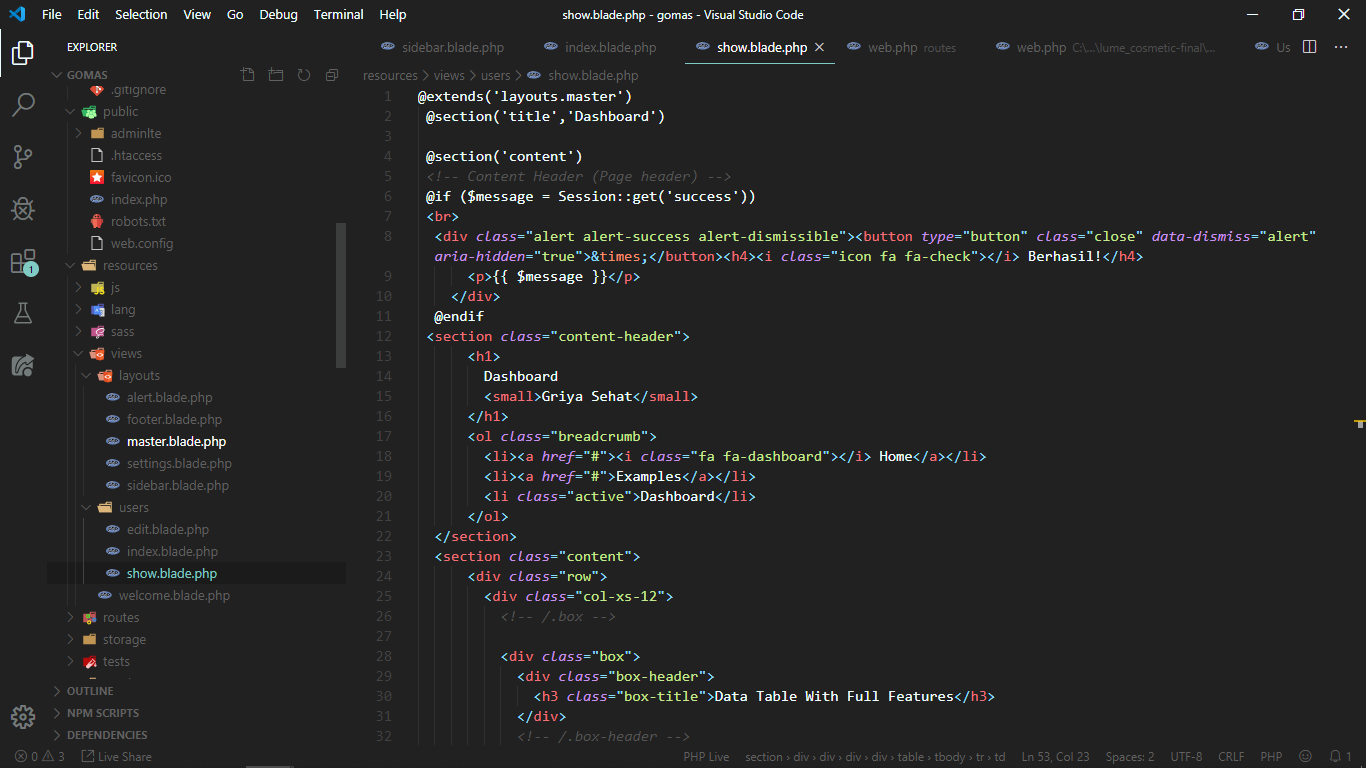 File Edit Selection View Go Debug Terminal Help
show.blade.php - gomas - Visual Studio Code
EXPLORER
GOMAS
.gitignore
public
adminlte
.htaccess
favicon.ico
index.php
robots.txt
web.config
resources
js
lang
sass
views
layouts
alert.blade.php
footer.blade.php
master.blade.php
settings.blade.php
sidebar.blade.php
users
edit.blade.php
index.blade.php
show.blade.php
welcome.blade.php
routes
storage
tests
OUTLINE
NPM SCRIPTS
DEPENDENCIES
1
sidebar.blade.php index.blade.php show.blade.php × web.php routes web.php C:\...\lume_cosmetic-final\... Us ···
resources > views > users > show.blade.php
1 @extends('layouts.master')
2 @section('title','Dashboard')
3
4 @section('content')
5 <!-- Content Header (Page header) -->
6 @if ($message = Session::get('success'))
7 <br>
8 <div class="alert alert-success alert-dismissible"><button type="button" class="close" data-dismiss="alert"
aria-hidden="true">&times;</button><h4><i class="icon fa fa-check"></i> Berhasil!</h4>
9 <p>{{ $message }}</p>
10 </div>
11 @endif
12 <section class="content-header">
13 <h1>
14 Dashboard
15 <small>Griya Sehat</small>
16 </h1>
17 <ol class="breadcrumb">
18 <li><a href="#"><i class="fa fa-dashboard"></i> Home</a></li>
19 <li><a href="#">Examples</a></li>
20 <li class="active">Dashboard</li>
21 </ol>
22 </section>
23 <section class="content">
24 <div class="row">
25 <div class="col-xs-12">
26 <!-- /.box -->
27
28 <div class="box">
29 <div class="box-header">
30 <h3 class="box-title">Data Table With Full Features</h3>
31 </div>
32 <!-- /.box-header -->
0 3 Live Share PHP Live section › div › div › div › div › table › tbody › tr › td Ln 53, Col 23 Spaces: 2 UTF-8 CRLF PHP 1